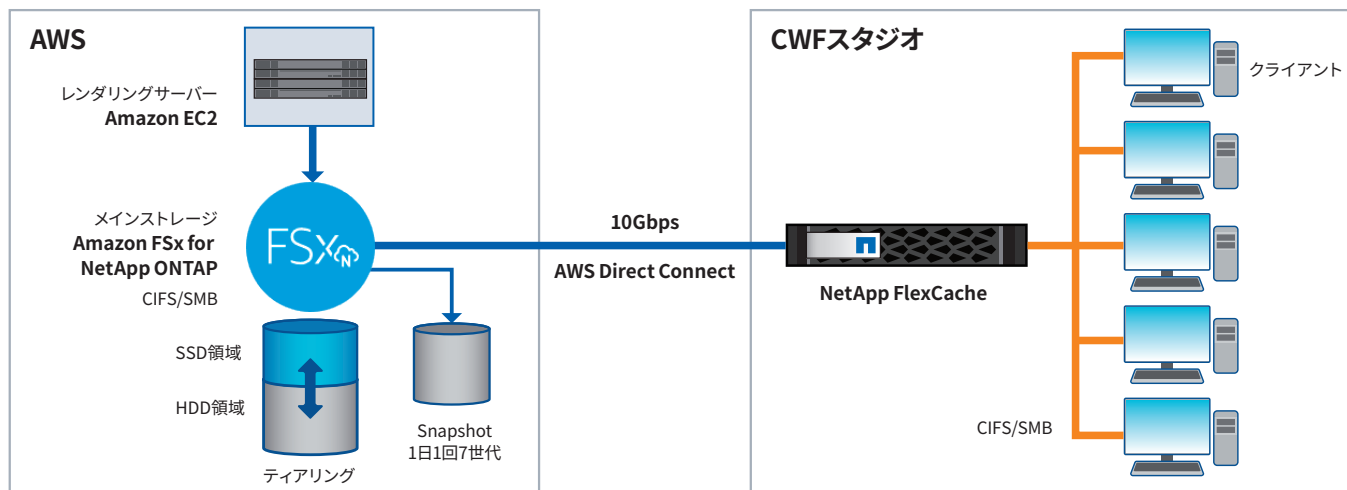 AWS
レンダリングサーバー
Amazon EC2
メインストレージ
Amazon FSx for
NetApp ONTAP
CIFS/SMB
FSx
N
SSD領域
HDD領域
ティアリング
Snapshot
1日1回7世代
10Gbps
AWS Direct Connect
CWFスタジオ
NetApp FlexCache
クライアント
CIFS/SMB